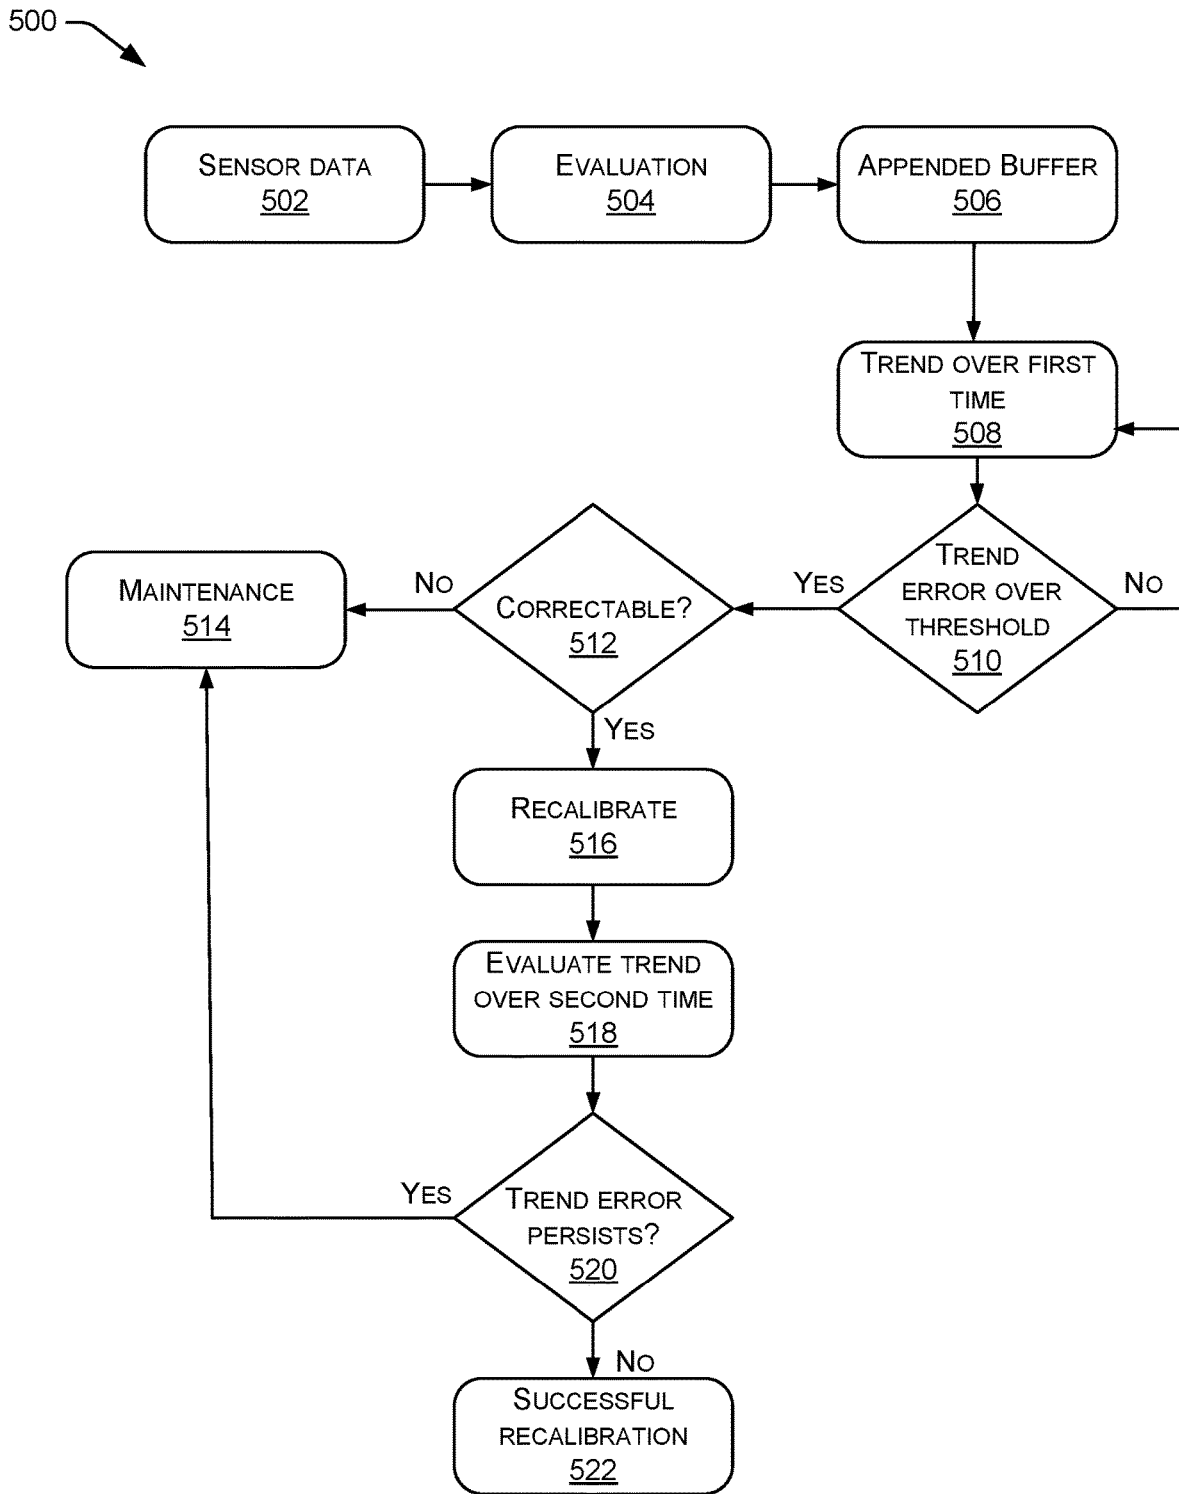 500
SENSOR DATA
502
EVALUATION
504
APPENDED BUFFER
506
TREND OVER FIRST
TIME
508
TREND
ERROR OVER
THRESHOLD
510
YES
NO
CORRECTABLE?
512
NO
YES
MAINTENANCE
514
RECALIBRATE
516
EVALUATE TREND
OVER SECOND TIME
518
TREND ERROR
PERSISTS?
520
YES
NO
SUCCESSFUL
RECALIBRATION
522